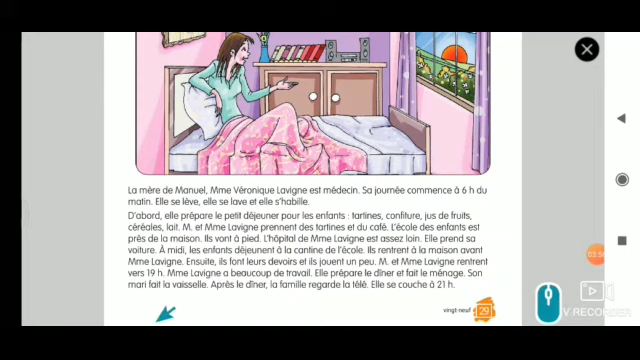 La mère de Manuel, Mme Véronique Lavigne est médecin. Sa journée commence à 6 h du
matin. Elle se lève, elle se lave et elle s'habille.
D'abord, elle prépare le petit déjeuner pour les enfants : tartines, confiture, jus de fruits,
céréales, lait. M. et Mme Lavigne prennent des tartines et du café. L'école des enfants est
près de la maison. Ils vont à pied. L'hôpital de Mme Lavigne est assez loin. Elle prend sa
voiture. À midi, les enfants déjeunent à la cantine de l'école. Ils rentrent à la maison avant
Mme Lavigne. Ensuite, ils font leurs devoirs et ils jouent un peu. M. et Mme Lavigne rentrent
vers 19 h. Mme Lavigne a beaucoup de travail. Elle prépare le dîner et fait le ménage. Son
mari fait la vaisselle. Après le dîner, la famille regarde la télé. Elle se couche à 21 h.
vingt-neuf
29
V RECORDER